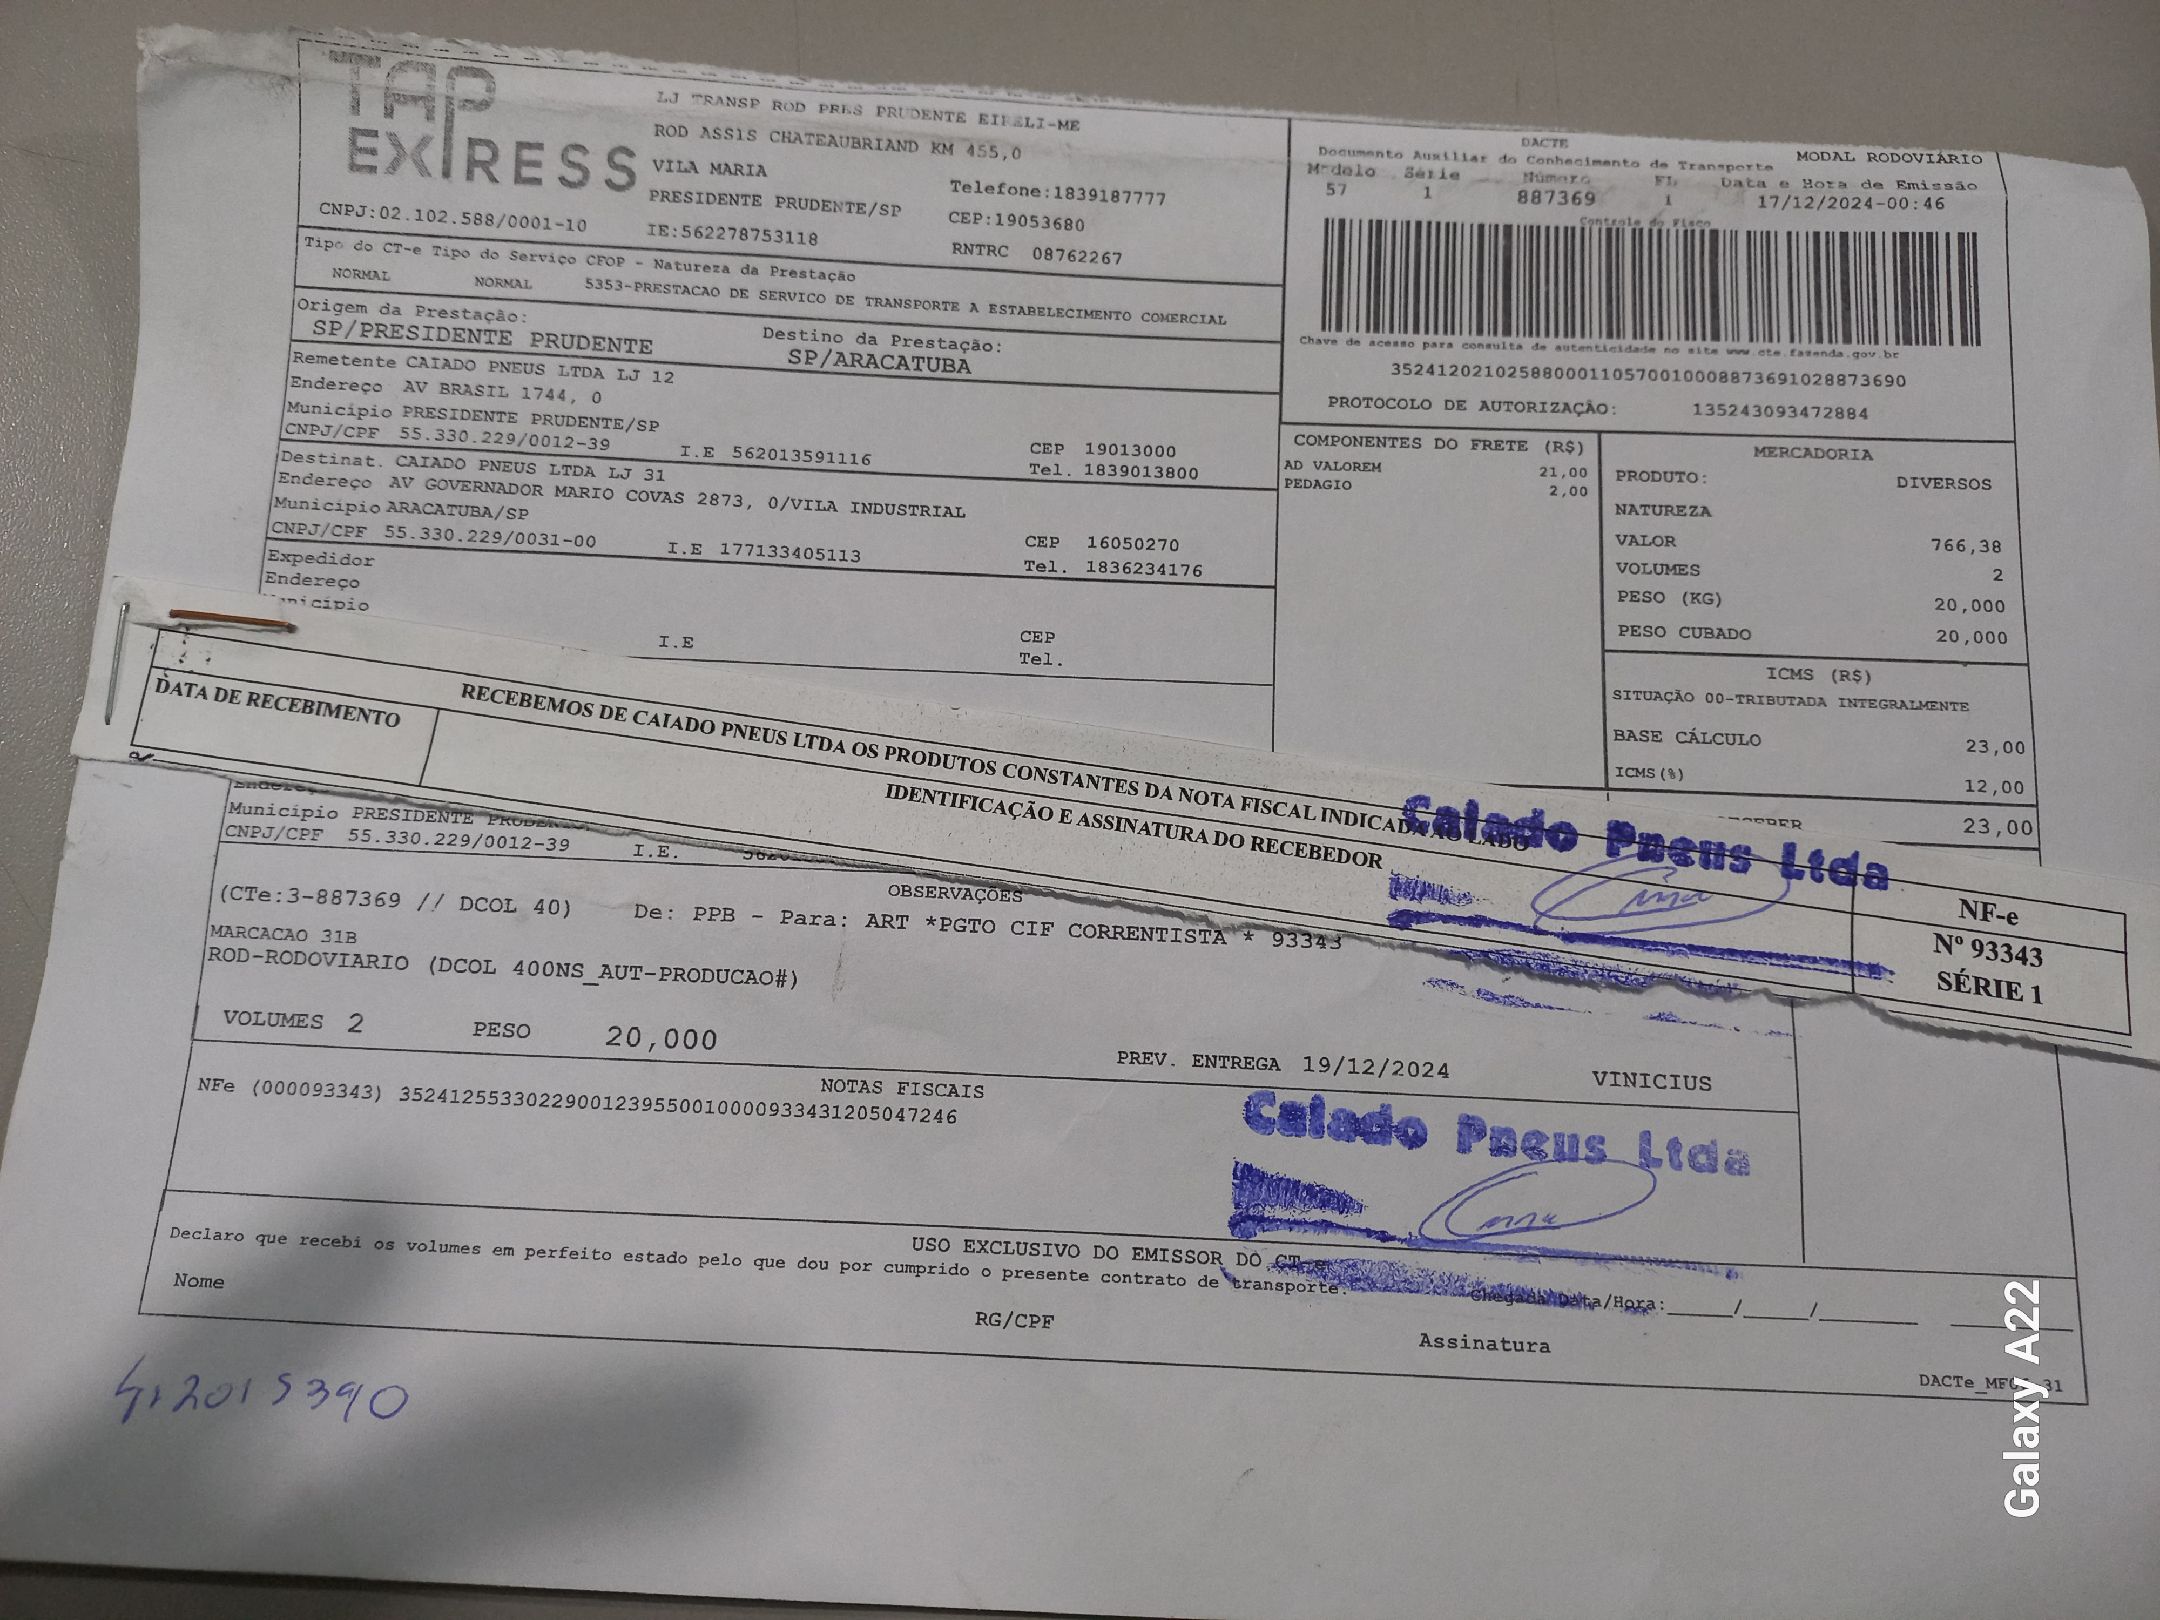 TAP
EXPRESS
LJ TRANSP ROD PRES PRUDENTE EIRELI-ME
ROD ASSIS CHATEAUBRIAND KM 455,0
VILA MARIA
PRESIDENTE PRUDENTE/SP
Telefone:1839187777
CEP:19053680
CNPJ:02.102.588/0001-10 IE:562278753118 RNTRC 08762267
DACTE
Documento Auxiliar do Conhecimento de Transporte MODAL RODOVIÁRIO
Modelo Série Número FL Data e Hora de Emissão
57 1 887369 1 17/12/2024-00:46
Controle do Fisco
Chave de acesso para consulta de autenticidade no site www.cte.fazenda.gov.br
35241202102588000110570010008873691028873690
PROTOCOLO DE AUTORIZAÇÃO: 135243093472884
Tipo do CT-e Tipo do Serviço CFOP - Natureza da Prestação
NORMAL NORMAL 5353-PRESTACAO DE SERVICO DE TRANSPORTE A ESTABELECIMENTO COMERCIAL
Origem da Prestação: Destino da Prestação:
SP/PRESIDENTE PRUDENTE SP/ARACATUBA
Remetente CAIADO PNEUS LTDA LJ 12
Endereço AV BRASIL 1744, 0
Município PRESIDENTE PRUDENTE/SP CEP 19013000
CNPJ/CPF 55.330.229/0012-39 I.E 562013591116 Tel. 1839013800
Destinat. CAIADO PNEUS LTDA LJ 31
Endereço AV GOVERNADOR MARIO COVAS 2873, 0/VILA INDUSTRIAL
Município ARACATUBA/SP CEP 16050270
CNPJ/CPF 55.330.229/0031-00 I.E 177133405113 Tel. 1836234176
Expedidor
Endereço
Município CEP
I.E Tel.
COMPONENTES DO FRETE (R$)
AD VALOREM 21,00
PEDAGIO 2,00
MERCADORIA
PRODUTO: DIVERSOS
NATUREZA
VALOR 766,38
VOLUMES 2
PESO (KG) 20,000
PESO CUBADO 20,000
ICMS (R$)
SITUAÇÃO 00-TRIBUTADA INTEGRALMENTE
BASE CÁLCULO 23,00
ICMS(%) 12,00
23,00
RECEBEMOS DE CAIADO PNEUS LTDA OS PRODUTOS CONSTANTES DA NOTA FISCAL INDICADA AO LADO
DATA DE RECEBIMENTO
IDENTIFICAÇÃO E ASSINATURA DO RECEBEDOR
Caiado Pneus Ltda
NF-e
Nº 93343
SÉRIE 1
Município PRESIDENTE
CNPJ/CPF 55.330.229/0012-39 I.E.
OBSERVAÇÕES
(CTe:3-887369 // DCOL 40) De: PPB - Para: ART *PGTO CIF CORRENTISTA * 93343
MARCACAO 31B
ROD-RODOVIARIO (DCOL 400NS_AUT-PRODUCAO#)
VOLUMES 2 PESO 20,000 PREV. ENTREGA 19/12/2024 VINICIUS
NOTAS FISCAIS
NFe (000093343) 35241255330229001239550010000933431205047246
Caiado Pneus Ltda
USO EXCLUSIVO DO EMISSOR DO CT-e
Declaro que recebi os volumes em perfeito estado pelo que dou por cumprido o presente contrato de transporte.
Chegada Data/Hora:_____/_____/_____
Nome RG/CPF Assinatura
31
Galaxy A22